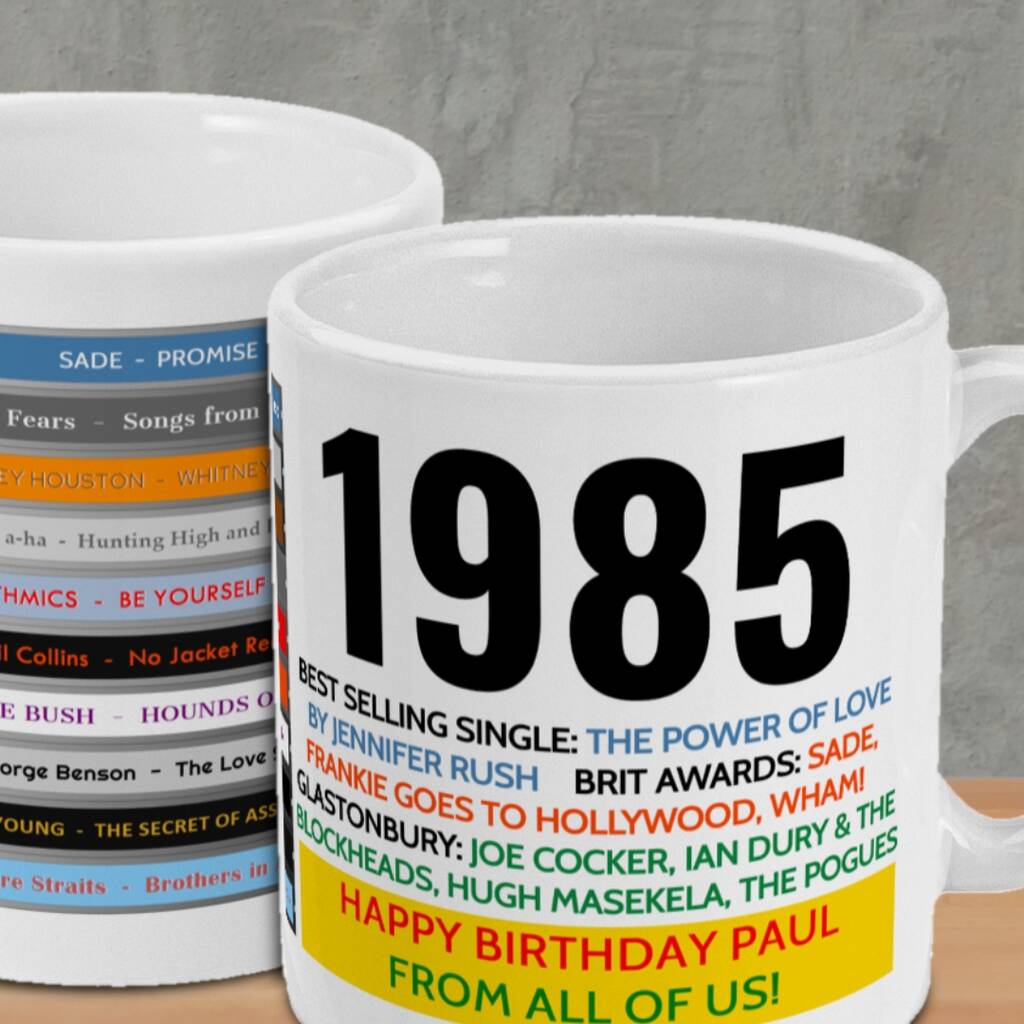 SADE - PROMISE
Fears - Songs from
EY HOUSTON - WHITNEY
a-ha - Hunting High and
THMICS - BE YOURSELF
il Collins - No Jacket Re
E BUSH - HOUNDS O
orge Benson - The Love
YOUNG - THE SECRET OF ASS
re Straits - Brothers in
1985
BEST SELLING SINGLE: THE POWER OF LOVE
BY JENNIFER RUSH BRIT AWARDS: SADE,
FRANKIE GOES TO HOLLYWOOD, WHAM!
GLASTONBURY: JOE COCKER, IAN DURY & THE
BLOCKHEADS, HUGH MASEKELA, THE POGUES
HAPPY BIRTHDAY PAUL
FROM ALL OF US!